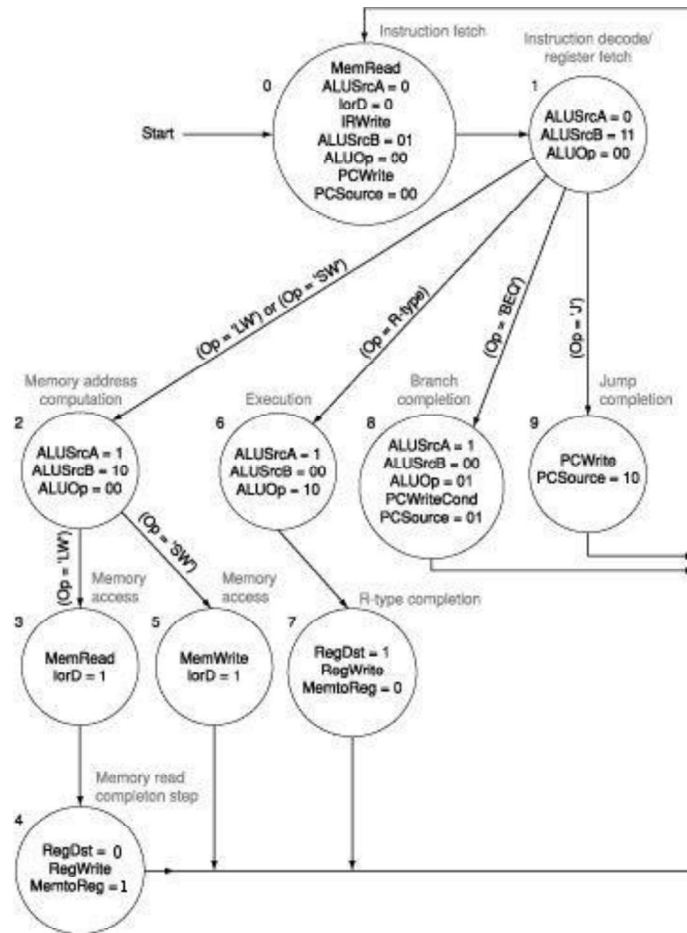 Instruction fetch
0
MemRead
ALUSrcA = 0
IorD = 0
IRWrite
ALUSrcB = 01
ALUOp = 00
PCWrite
PCSource = 00
Start
Instruction decode/
register fetch
1
ALUSrcA = 0
ALUSrcB = 11
ALUOp = 00
(Op = 'LW') or (Op = 'SW')
(Op = R-type)
(Op = 'BEQ')
(Op = 'J')
Memory address
computation
2
ALUSrcA = 1
ALUSrcB = 10
ALUOp = 00
Execution
6
ALUSrcA = 1
ALUSrcB = 00
ALUOp = 10
Branch
completion
8
ALUSrcA = 1
ALUSrcB = 00
ALUOp = 01
PCWriteCond
PCSource = 01
Jump
completion
9
PCWrite
PCSource = 10
(Op = 'LW')
(Op = 'SW')
Memory
access
3
MemRead
IorD = 1
Memory
access
5
MemWrite
IorD = 1
R-type completion
7
RegDst = 1
RegWrite
MemtoReg = 0
Memory read
completon step
4
RegDst = 0
RegWrite
MemtoReg = 1